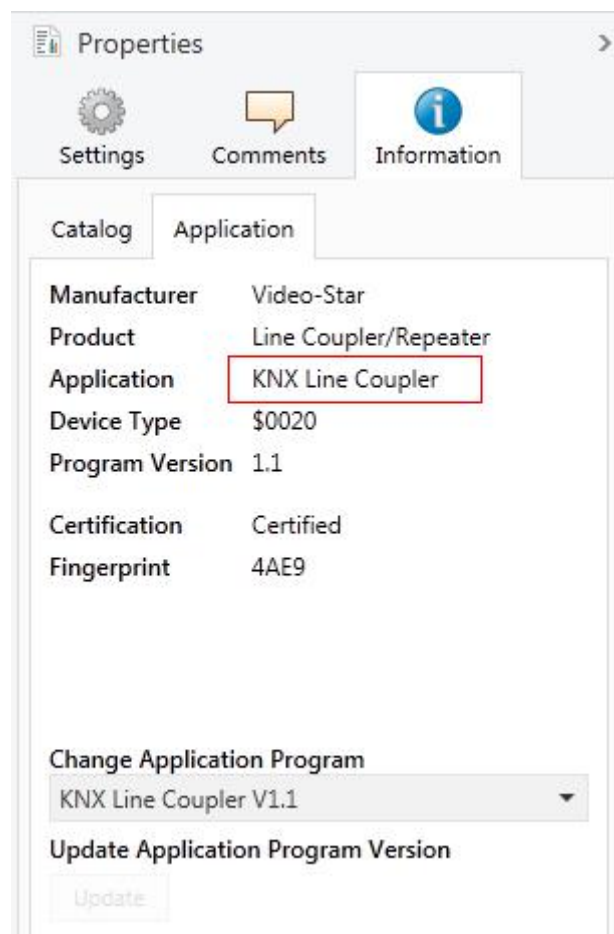 Properties
Settings Comments Information
Catalog Application
Manufacturer Video-Star
Product Line Coupler/Repeater
Application KNX Line Coupler
Device Type $0020
Program Version 1.1
Certification Certified
Fingerprint 4AE9
Change Application Program
KNX Line Coupler V1.1
Update Application Program Version
Update